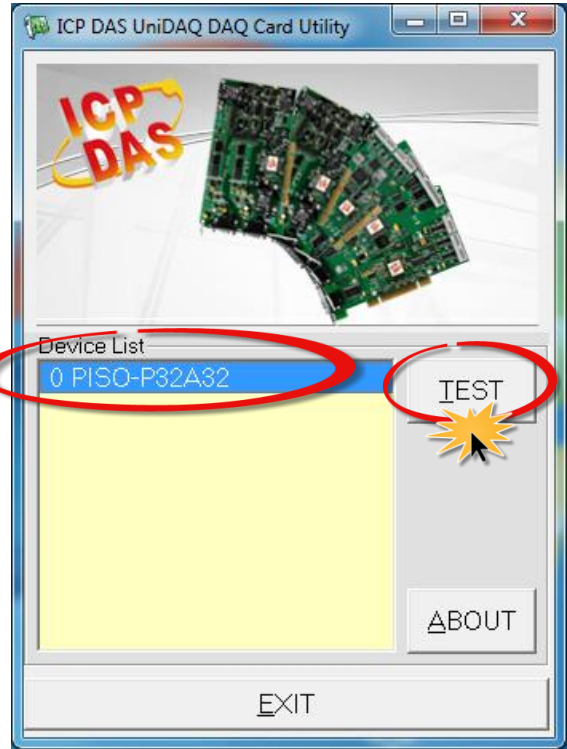 ICP DAS UniDAQ DAQ Card Utility
ICP
DAS
Device List
0 PISO-P32A32
TEST
ABOUT
EXIT